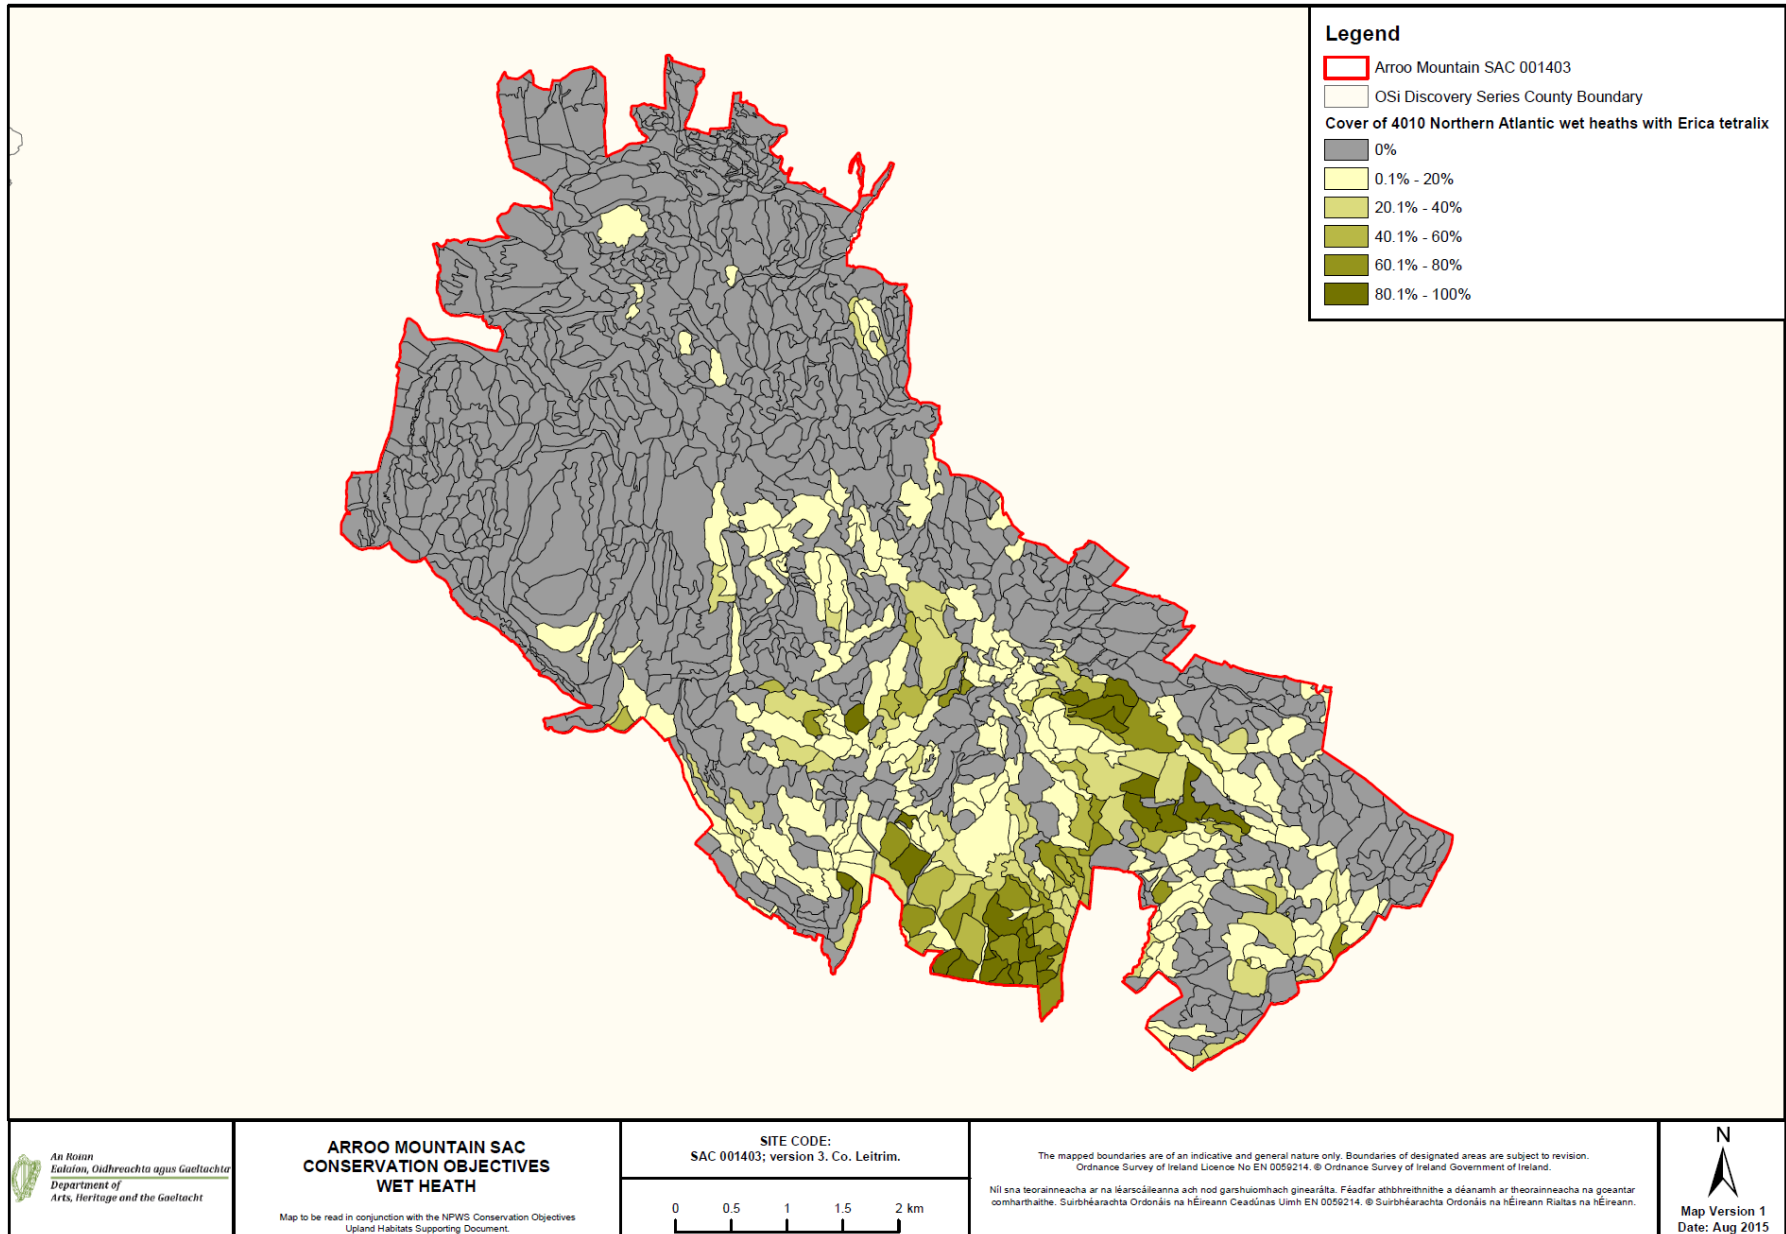 Legend
Arroo Mountain SAC 001403
OSi Discovery Series County Boundary
Cover of 4010 Northern Atlantic wet heaths with Erica tetralix
0%
0.1% - 20%
20.1% - 40%
40.1% - 60%
60.1% - 80%
80.1% - 100%
An Roinn
Ealaíon, Oidhreachta agus Gaeltachta
Department of
Arts, Heritage and the Gaeltacht
ARROO MOUNTAIN SAC
CONSERVATION OBJECTIVES
WET HEATH
Map to be read in conjunction with the NPWS Conservation Objectives
Upland Habitats Supporting Document.
SITE CODE:
SAC 001403; version 3. Co. Leitrim.
0 0.5 1 1.5 2 km
The mapped boundaries are of an indicative and general nature only. Boundaries of designated areas are subject to revision.
Ordnance Survey of Ireland Licence No EN 0059214. © Ordnance Survey of Ireland Government of Ireland.
Níl sna teorainneacha ar na léarscáileanna ach nod garshuiomhach ginearálta. Féadfar athbhreithnithe a déanamh ar theorainneacha na gceantar
comharthaithe. Suirbhéarachta Ordonáis na hÉireann Ceadúnas Uimh EN 0059214. © Suirbhéarachta Ordonáis na hÉireann Rialtas na hÉireann.
N
Map Version 1
Date: Aug 2015